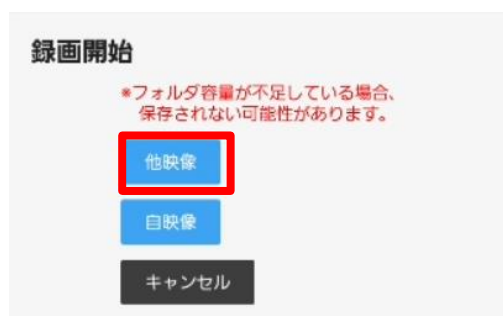 録画開始
*フォルダ容量が不足している場合、
保存されない可能性があります。
他映像
自映像
キャンセル